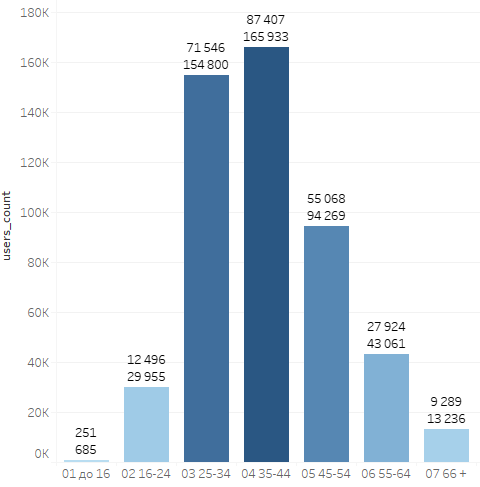 180K
160K
140K
120K
100K
80K
60K
40K
20K
0K
users_count
251
685
12 496
29 955
71 546
154 800
87 407
165 933
55 068
94 269
27 924
43 061
9 289
13 236
01 до 16
02 16-24
03 25-34
04 35-44
05 45-54
06 55-64
07 66 +